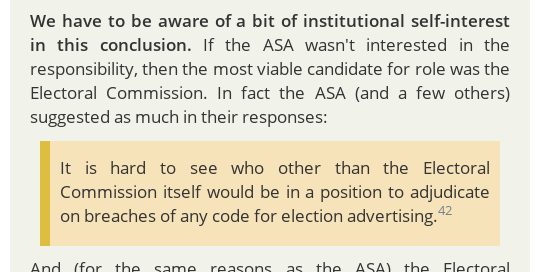 We have to be aware of a bit of institutional self-interest
in this conclusion. If the ASA wasn't interested in the
responsibility, then the most viable candidate for role was the
Electoral Commission. In fact the ASA (and a few others)
suggested as much in their responses:
It is hard to see who other than the Electoral
Commission itself would be in a position to adjudicate
on breaches of any code for election advertising.42
And (for the same reasons as the ASA) the Electoral